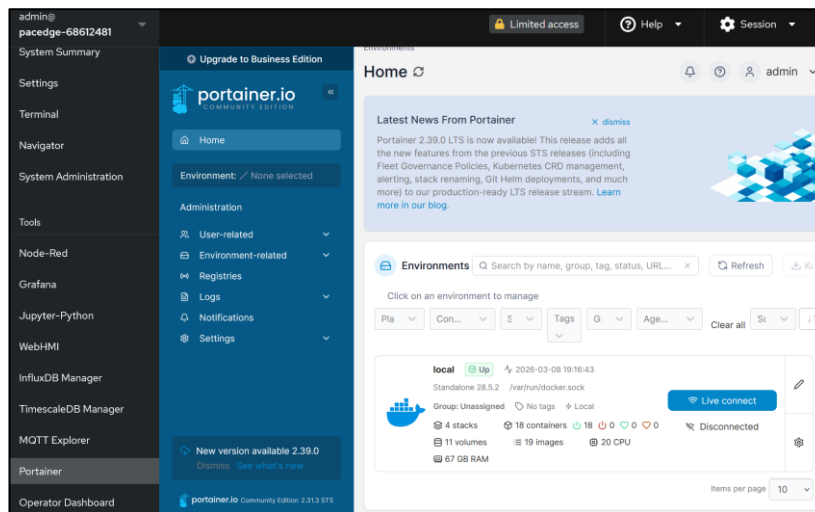 admin@
pacedge-68612481
Limited access
Help
Session
System Summary
Settings
Terminal
Navigator
System Administration
Tools
Node-Red
Grafana
Jupyter-Python
WebHMI
InfluxDB Manager
TimescaleDB Manager
MQTT Explorer
Portainer
Operator Dashboard
Upgrade to Business Edition
portainer.io
COMMUNITY EDITION
Home
Environment: None selected
Administration
User-related
Environment-related
Registries
Logs
Notifications
Settings
New version available 2.39.0
Dismiss See what's new
portainer.io Community Edition 2.31.3 STS
Environments
Home
admin
Latest News From Portainer
dismiss
Portainer 2.39.0 LTS is now available! This release adds all
the new features from the previous STS releases (including
Fleet Governance Policies, Kubernetes CRD management,
alerting, stack renaming, Git Helm deployments, and much
more) to our production-ready LTS release stream. Learn
more in our blog.
Environments Search by name, group, tag, status, URL... Refresh Ku
Click on an environment to manage
Pla Con... S Tags G Age... Clear all Sc
local Up 2026-03-08 19:16:43
Standalone 28.5.2 /var/run/docker.sock
Group: Unassigned No tags Local
4 stacks 18 containers 18 0 0 0
11 volumes 19 images 20 CPU
67 GB RAM
Live connect
Disconnected
Items per page 10